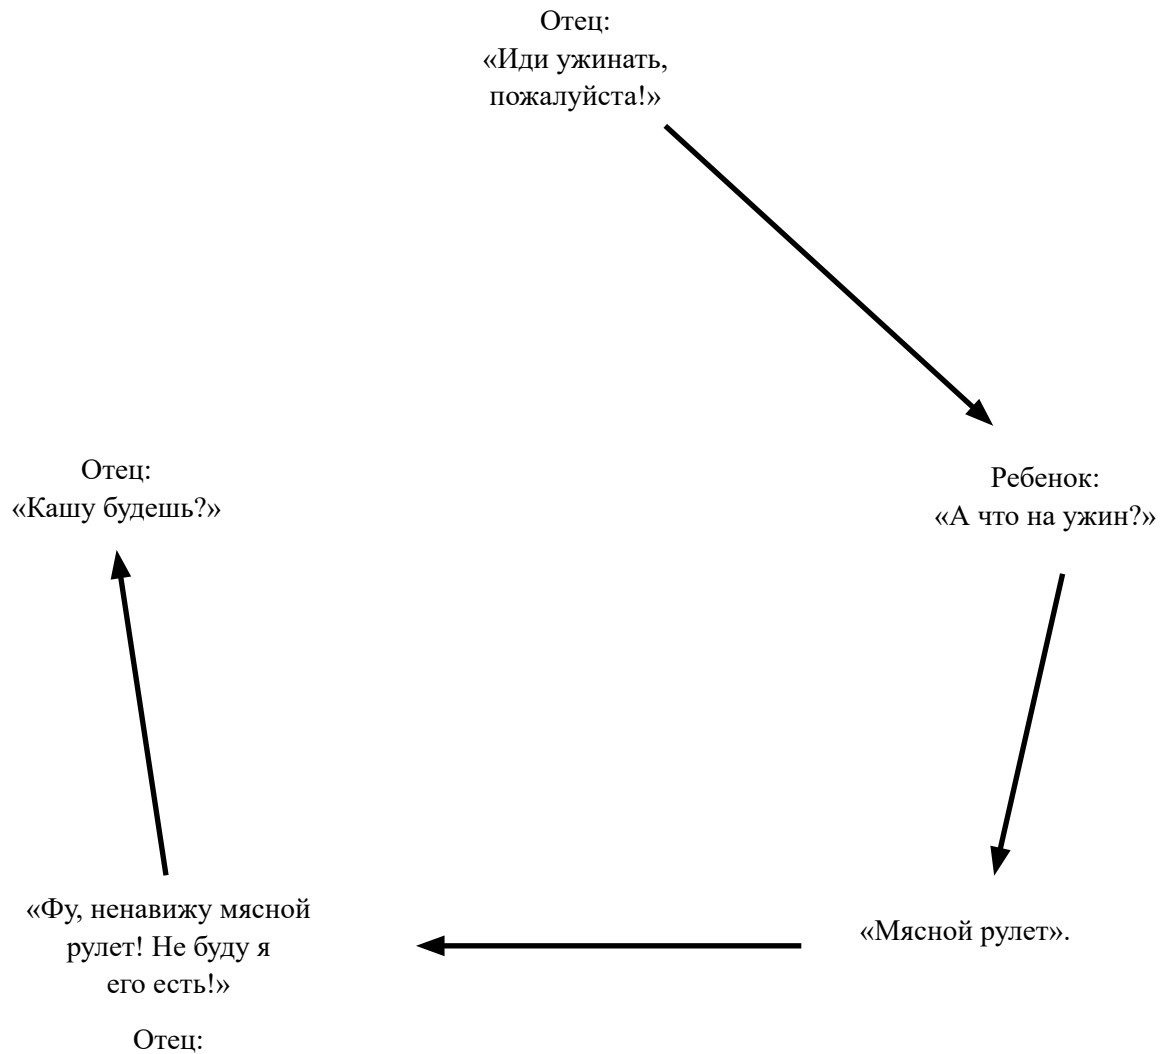 Отец:
«Иди ужинать,
пожалуйста!»
Ребенок:
«А что на ужин?»
«Мясной рулет».
«Фу, ненавижу мясной
рулет! Не буду я
его есть!»
Отец:
Отец:
«Кашу будешь?»